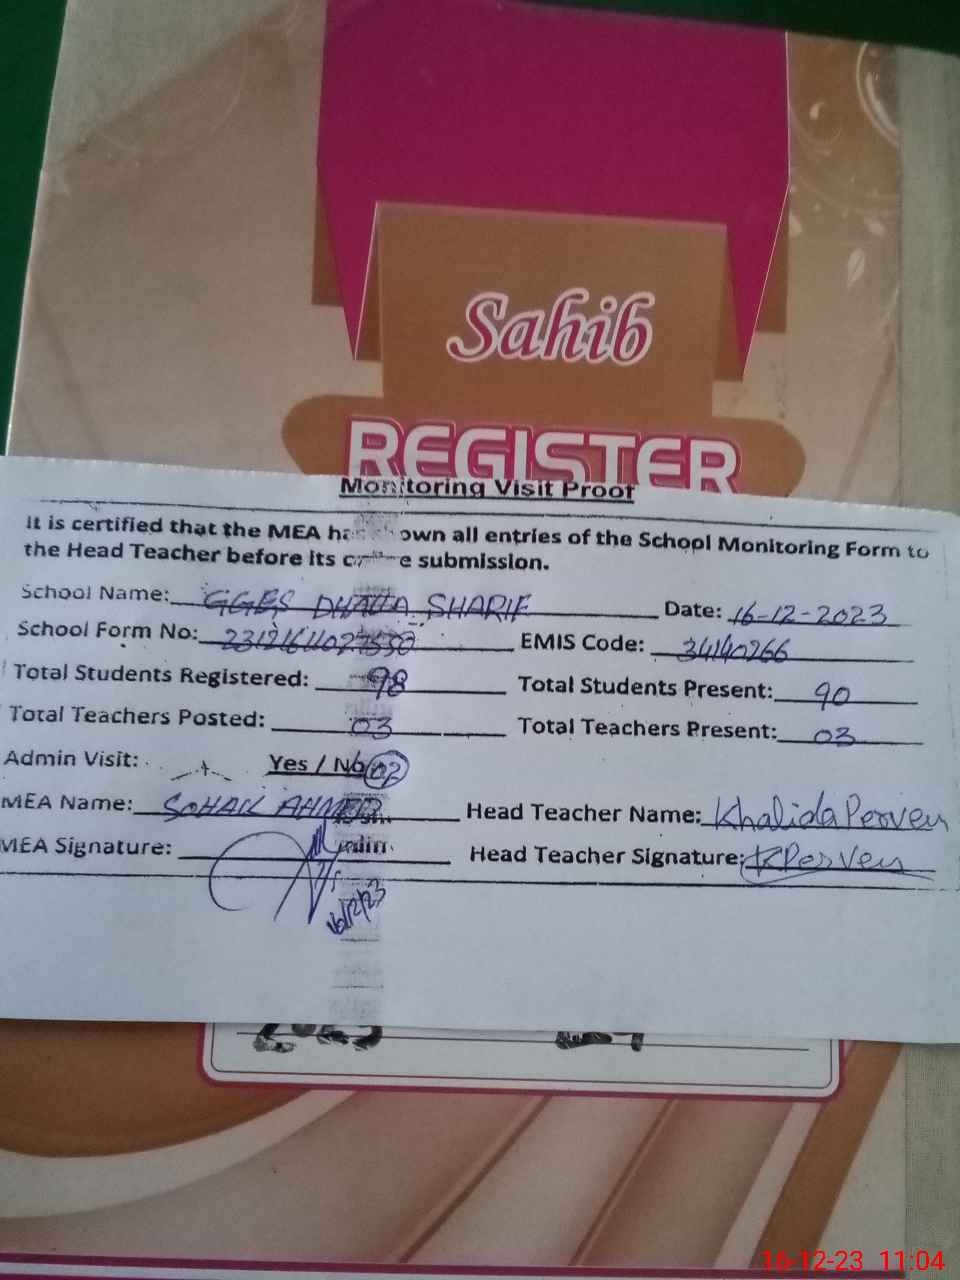 Sahib
REGISTER
Monitoring Visit Proof
It is certified that the MEA has shown all entries of the School Monitoring Form to
the Head Teacher before its online submission.
School Name: GGES DHALLA SHARIF Date: 16-12-2023
School Form No: EMIS Code: 34140266
Total Students Registered: 98 Total Students Present: 90
Total Teachers Posted: 03 Total Teachers Present: 03
Admin Visit: Yes / No 02
MEA Name: SOHAIL AHMED Head Teacher Name: Khalida Perveen
MEA Signature: Head Teacher Signature: KPerveen
16/12/23
16-12-23 11:04